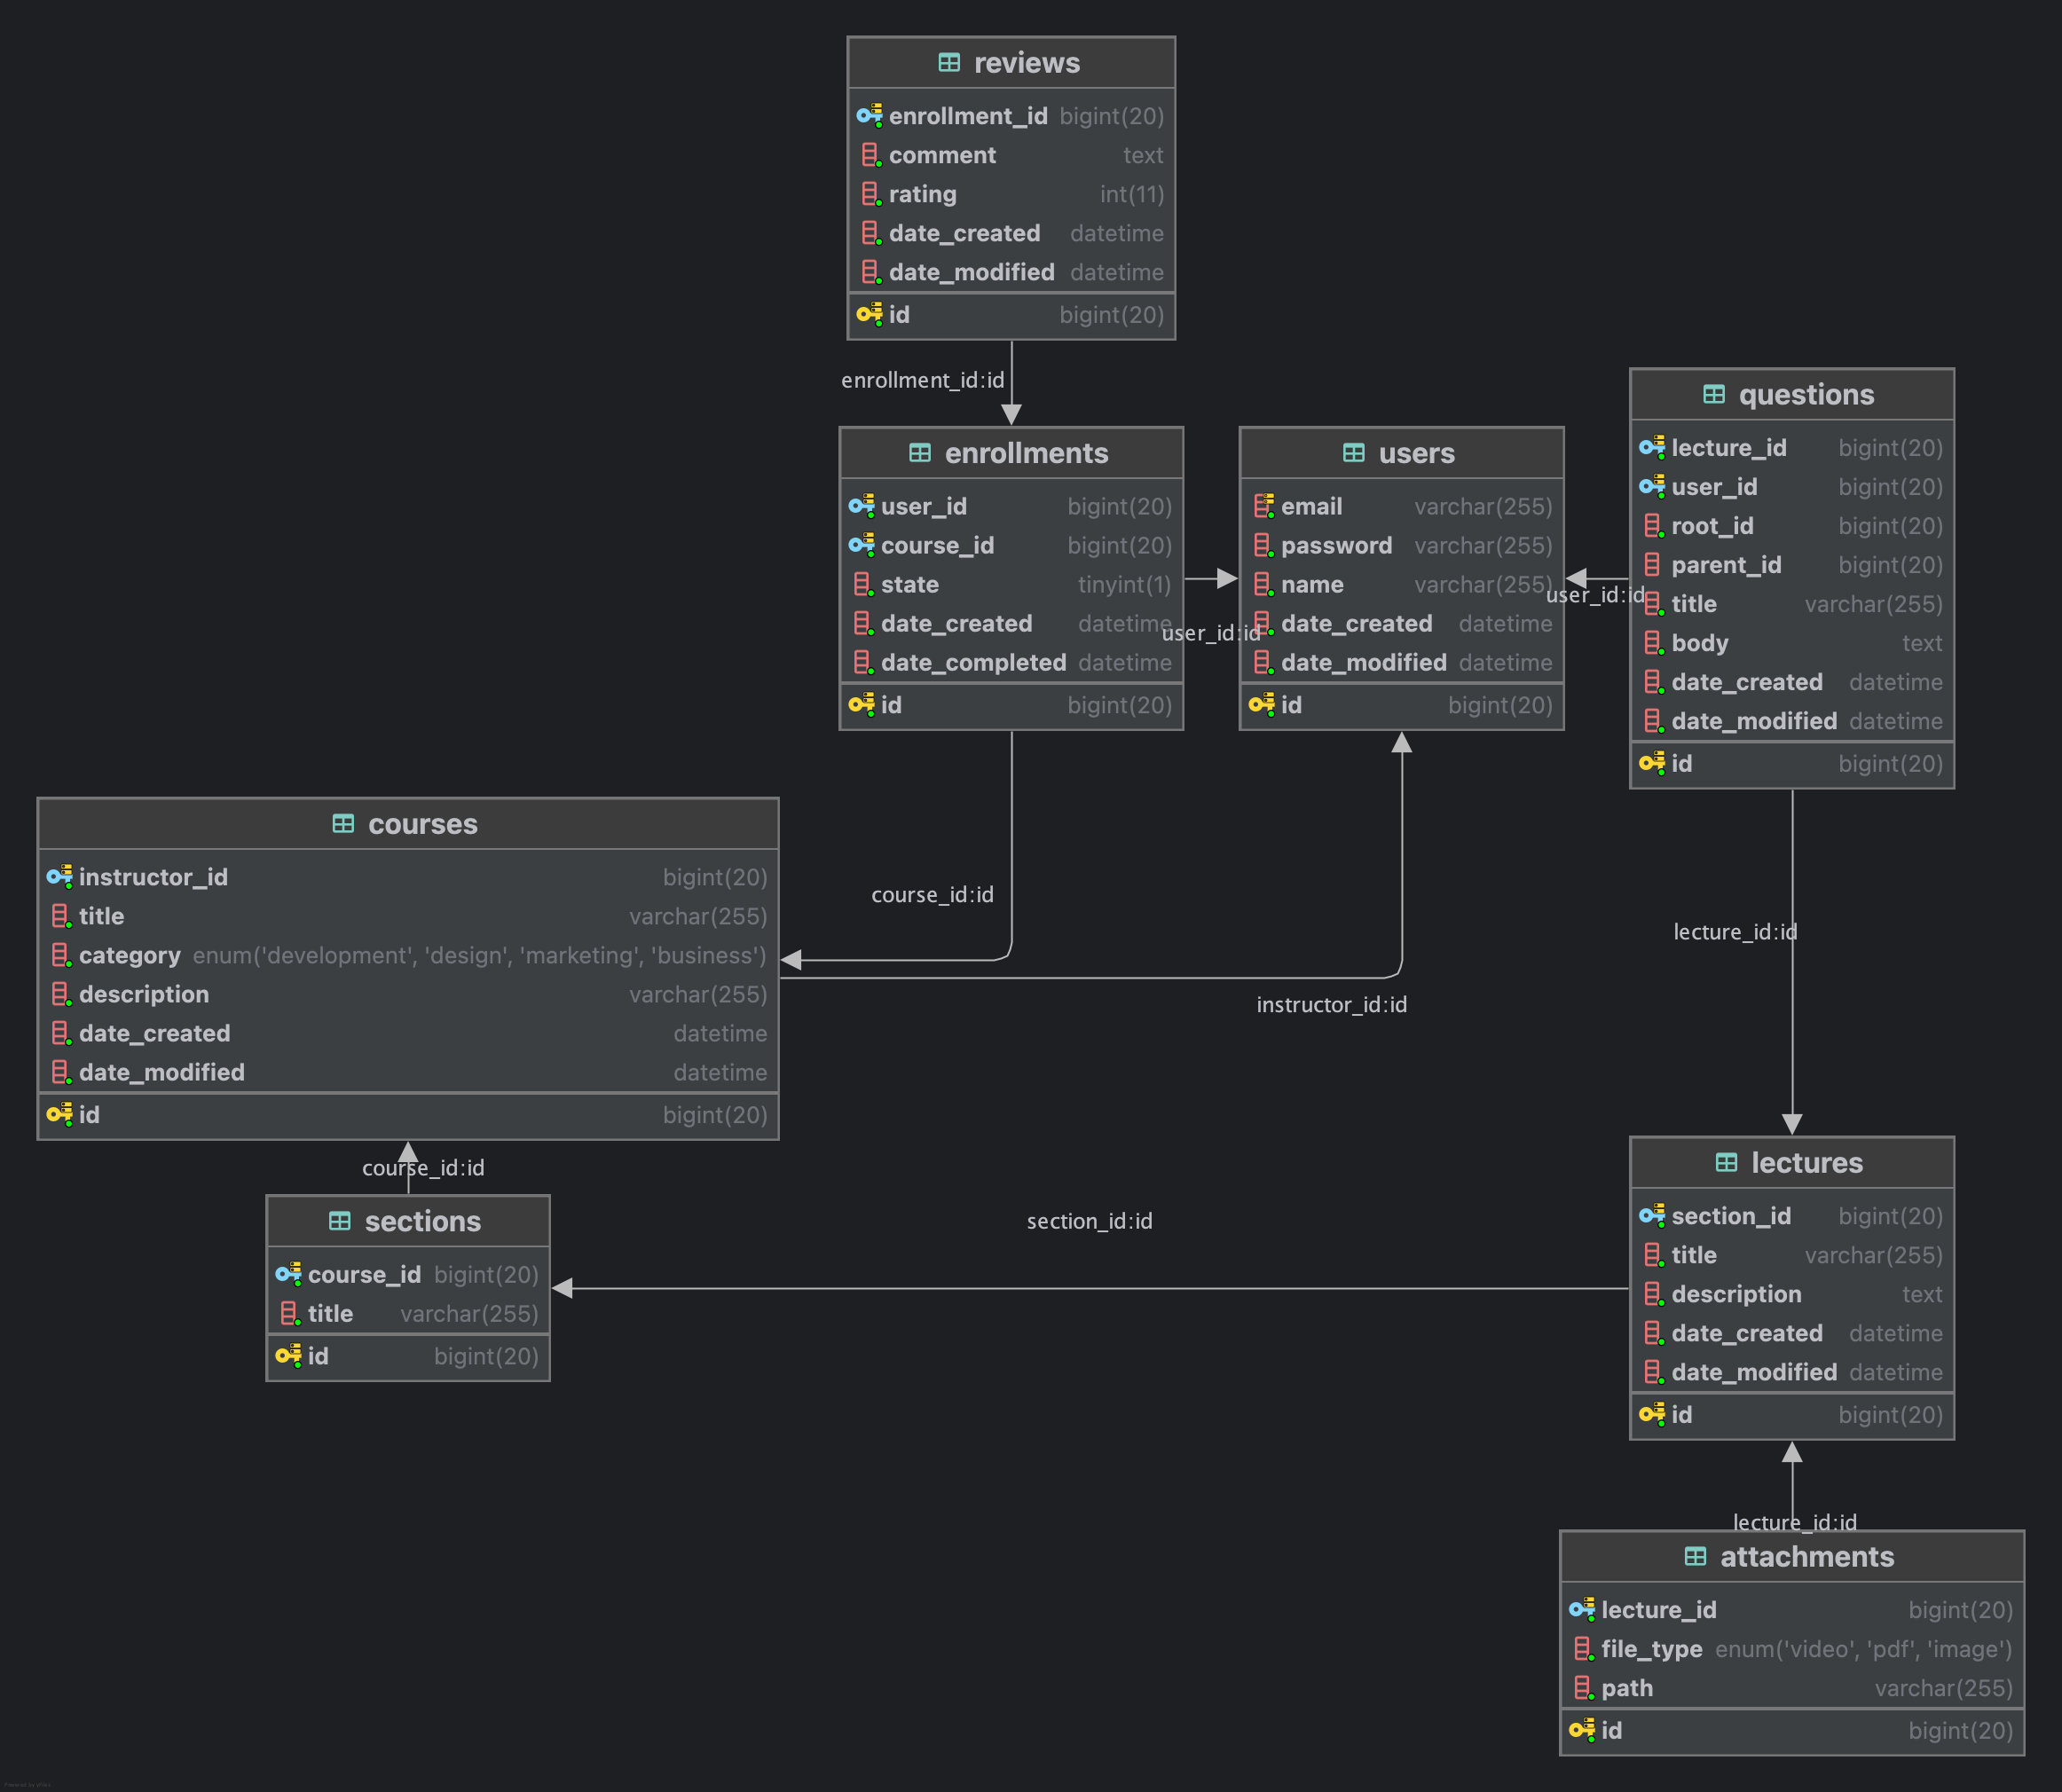 reviews
enrollment_id bigint(20)
comment text
rating int(11)
date_created datetime
date_modified datetime
id bigint(20)
enrollment_id:id
enrollments
user_id bigint(20)
course_id bigint(20)
state tinyint(1)
date_created datetime
date_completed datetime
id bigint(20)
user_id:id
users
email varchar(255)
password varchar(255)
name varchar(255)
date_created datetime
date_modified datetime
id bigint(20)
user_id:id
questions
lecture_id bigint(20)
user_id bigint(20)
root_id bigint(20)
parent_id bigint(20)
title varchar(255)
body text
date_created datetime
date_modified datetime
id bigint(20)
courses
instructor_id bigint(20)
title varchar(255)
category enum('development', 'design', 'marketing', 'business')
description varchar(255)
date_created datetime
date_modified datetime
id bigint(20)
course_id:id
instructor_id:id
lecture_id:id
course_id:id
sections
course_id bigint(20)
title varchar(255)
id bigint(20)
section_id:id
lectures
section_id bigint(20)
title varchar(255)
description text
date_created datetime
date_modified datetime
id bigint(20)
lecture_id:id
attachments
lecture_id bigint(20)
file_type enum('video', 'pdf', 'image')
path varchar(255)
id bigint(20)